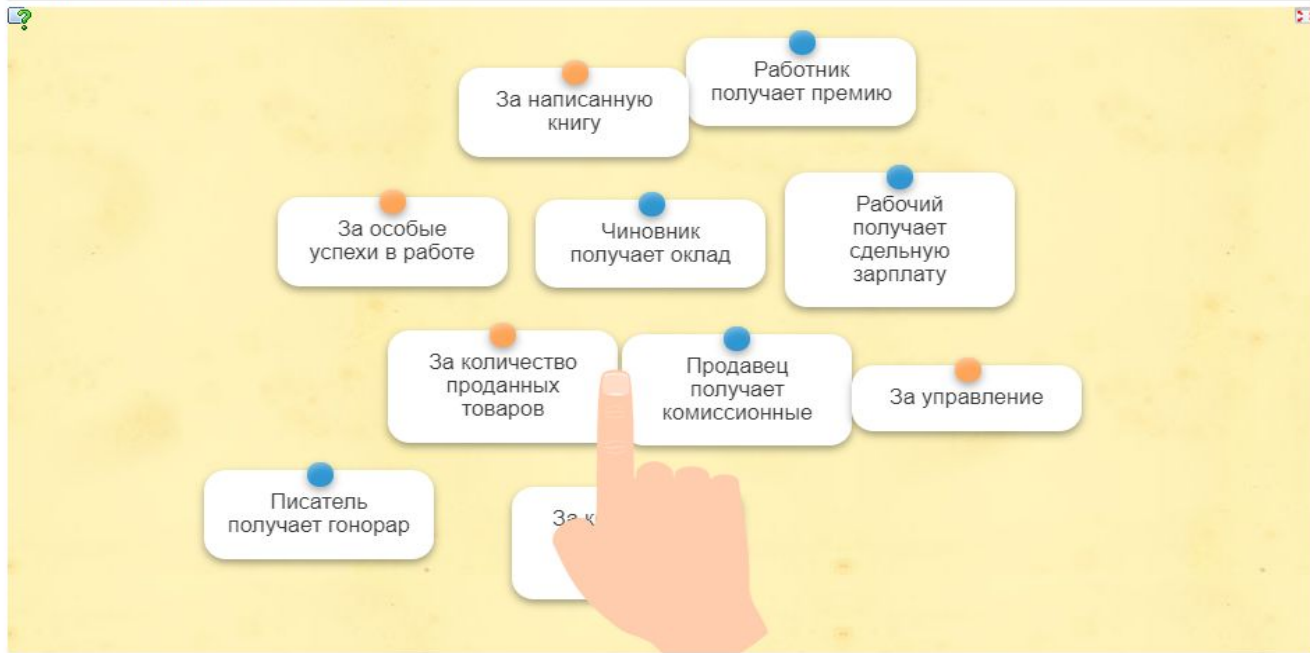 За написанную
книгу
Работник
получает премию
За особые
успехи в работе
Чиновник
получает оклад
Рабочий
получает
сдельную
зарплату
За количество
проданных
товаров
Продавец
получает
комиссионные
За управление
Писатель
получает гонорар
За